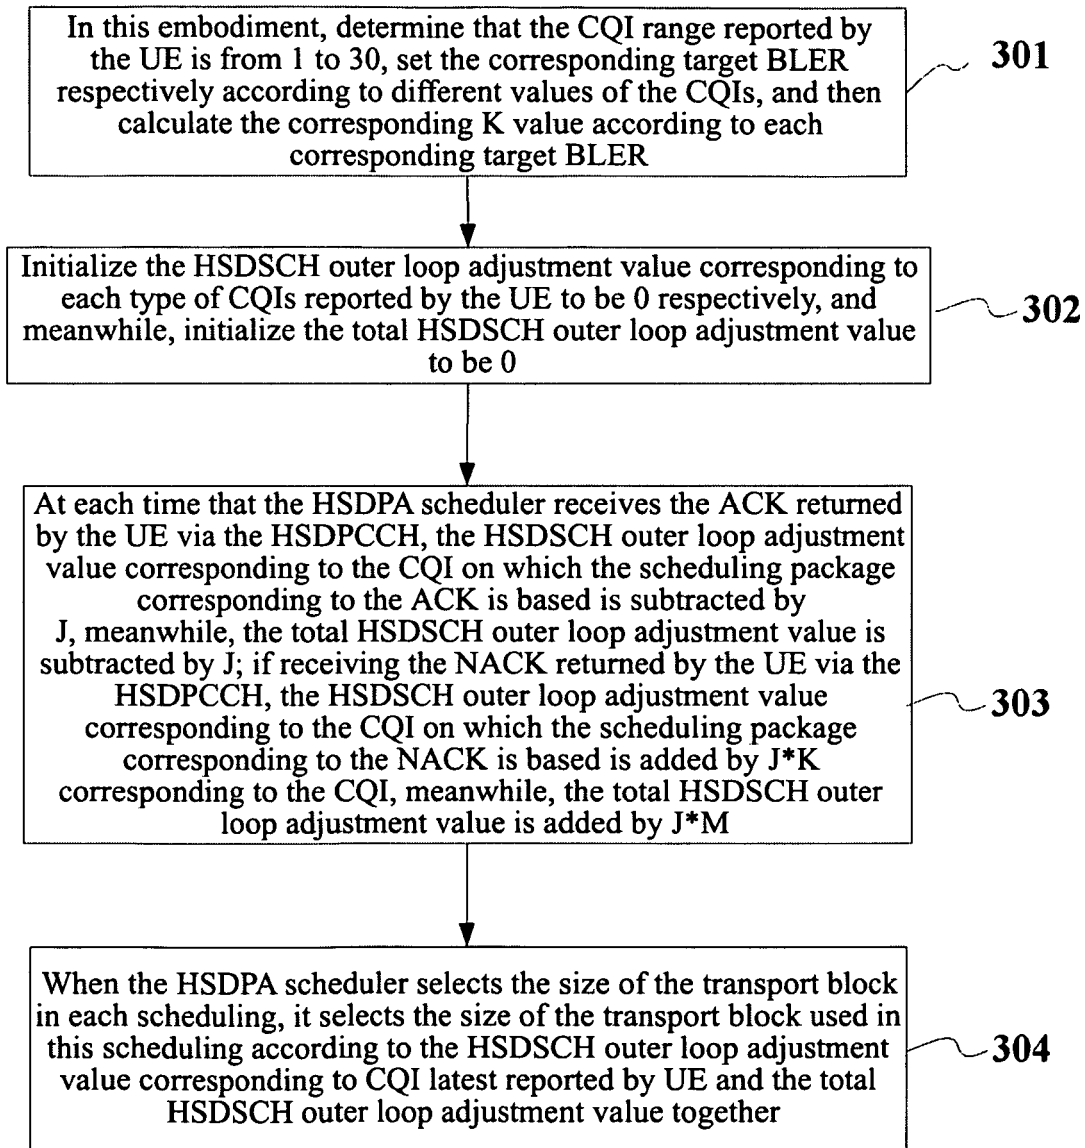 In this embodiment, determine that the CQI range reported by
the UE is from 1 to 30, set the corresponding target BLER
respectively according to different values of the CQIs, and then
calculate the corresponding K value according to each
corresponding target BLER
301
Initialize the HSDSCH outer loop adjustment value corresponding to
each type of CQIs reported by the UE to be 0 respectively, and
meanwhile, initialize the total HSDSCH outer loop adjustment value
to be 0
302
At each time that the HSDPA scheduler receives the ACK returned
by the UE via the HSDPCCH, the HSDSCH outer loop adjustment
value corresponding to the CQI on which the scheduling package
corresponding to the ACK is based is subtracted by
J, meanwhile, the total HSDSCH outer loop adjustment value is
subtracted by J; if receiving the NACK returned by the UE via the
HSDPCCH, the HSDSCH outer loop adjustment value
corresponding to the CQI on which the scheduling package
corresponding to the NACK is based is added by J*K
corresponding to the CQI, meanwhile, the total HSDSCH outer
loop adjustment value is added by J*M
303
When the HSDPA scheduler selects the size of the transport block
in each scheduling, it selects the size of the transport block used in
this scheduling according to the HSDSCH outer loop adjustment
value corresponding to CQI latest reported by UE and the total
HSDSCH outer loop adjustment value together
304